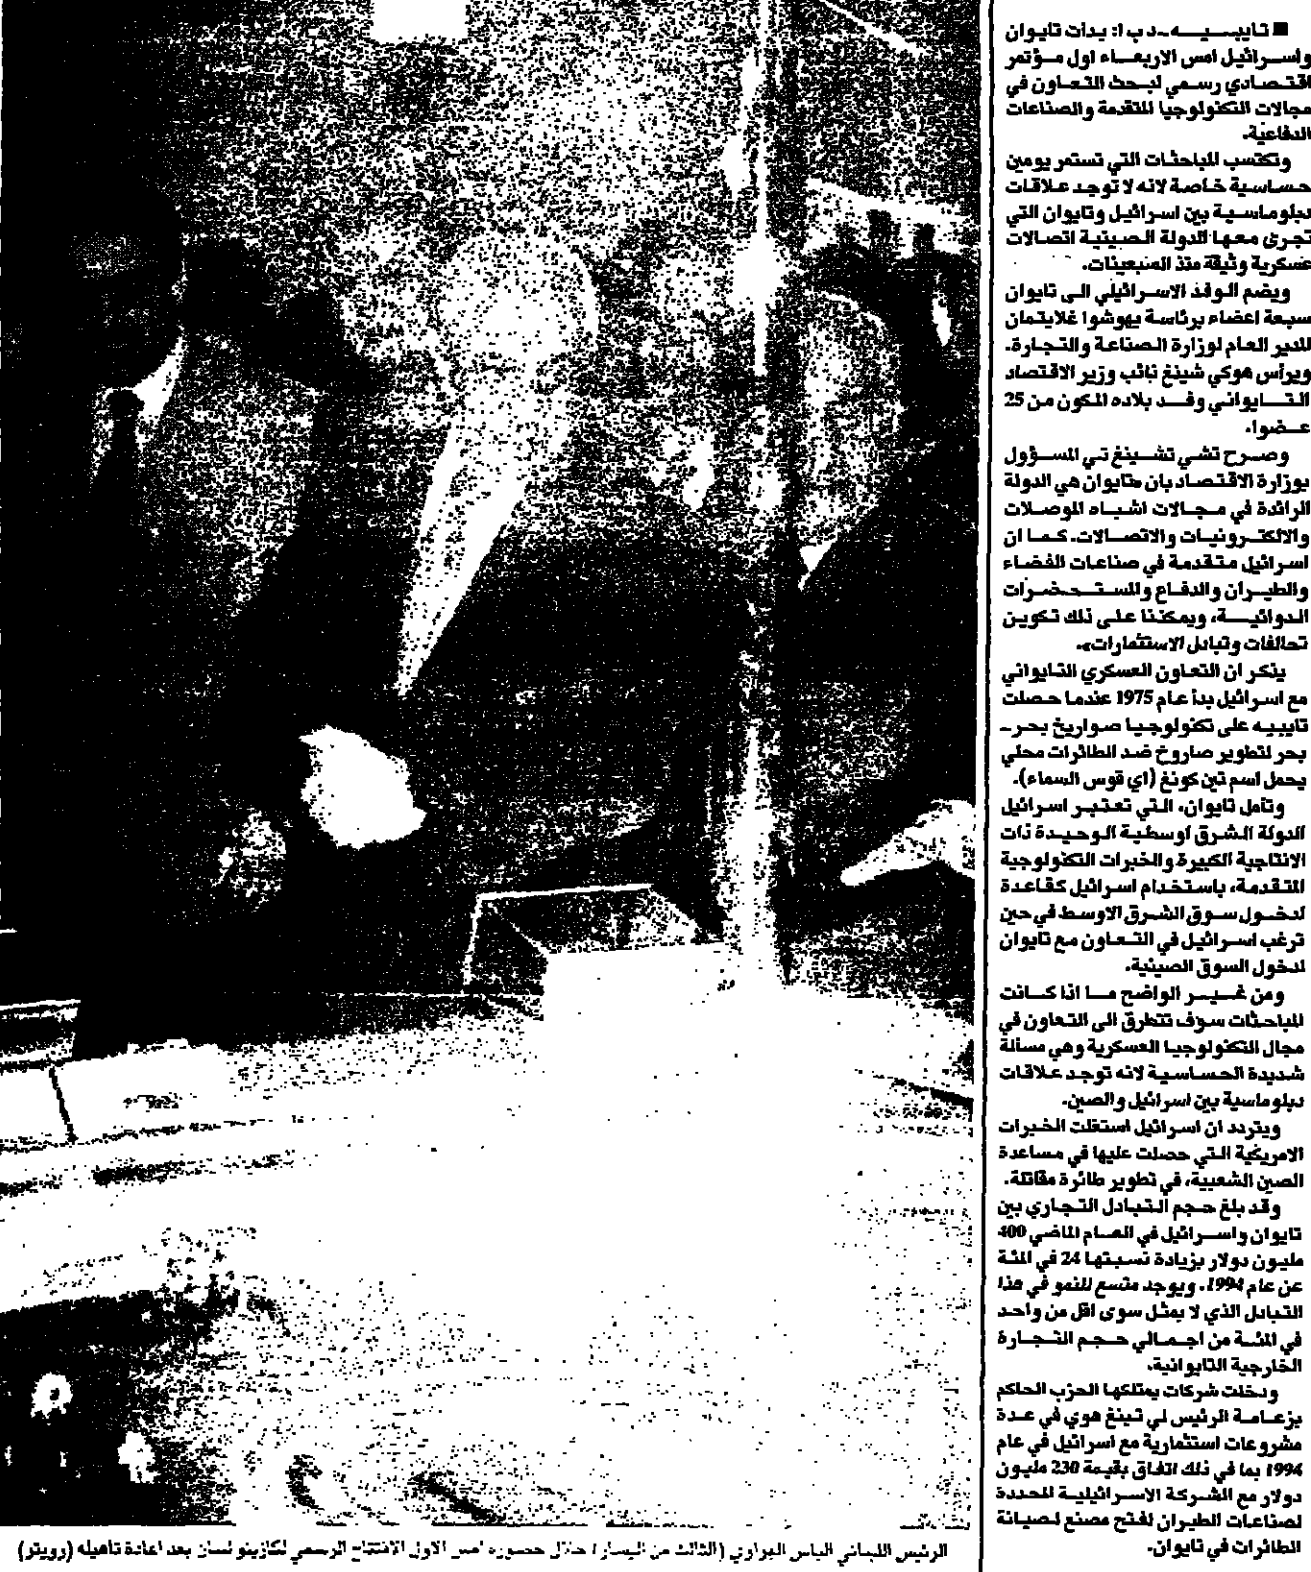 ■ تايبيه ـ د ب ا: بدأت تايوان
واسرائيل امس الاربعاء اول مؤتمر
اقتصادي رسمي لبحث التعاون في
مجالات التكنولوجيا المتقدمة والصناعات
الدفاعية.
وتكتسب المباحثات التي تستمر يومين
حساسية خاصة لانه لا توجد علاقات
دبلوماسية بين اسرائيل وتايوان التي
تجرى معها الدولة الصينية اتصالات
عسكرية وثيقة منذ السبعينات.
ويضم الوفد الاسرائيلي الى تايوان
سبعة اعضاء برئاسة يهوشوا غلايتمان
المدير العام لوزارة الصناعة والتجارة.
ويرأس هوكي شينغ نائب وزير الاقتصاد
التايواني وفد بلاده المكون من 25
عضوا.
وصرح تشي تشينغ تي المسؤول
بوزارة الاقتصاد بان «تايوان هي الدولة
الرائدة في مجالات اشباه الموصلات
والالكترونيات والاتصالات. كما ان
اسرائيل متقدمة في صناعات الفضاء
والطيران والدفاع والمستحضرات
الدوائية، ويمكننا على ذلك تكوين
تحالفات وتبادل الاستثمارات».
يذكر ان التعاون العسكري التايواني
مع اسرائيل بدأ عام 1975 عندما حصلت
تايبيه على تكنولوجيا صواريخ بحر ـ
بحر لتطوير صاروخ ضد الطائرات محلي
يحمل اسم تين كونغ (اي قوس السماء).
وتأمل تايوان، التي تعتبر اسرائيل
الدولة الشرق اوسطية الوحيدة ذات
الانتاجية الكبيرة والخبرات التكنولوجية
المتقدمة، باستخدام اسرائيل كقاعدة
لدخول سوق الشرق الاوسط في حين
ترغب اسرائيل في التعاون مع تايوان
لدخول السوق الصينية.
ومن غير الواضح ما اذا كانت
المباحثات سوف تتطرق الى التعاون في
مجال التكنولوجيا العسكرية وهي مسألة
شديدة الحساسية لانه توجد علاقات
دبلوماسية بين اسرائيل والصين.
ويتردد ان اسرائيل استغلت الخبرات
الامريكية التي حصلت عليها في مساعدة
الصين الشعبية، في تطوير طائرة مقاتلة.
وقد بلغ حجم التبادل التجاري بين
تايوان واسرائيل في العام الماضي 400
مليون دولار بزيادة نسبتها 24 في المئة
عن عام 1994. ويوجد متسع للنمو في هذا
التبادل الذي لا يمثل سوى اقل من واحد
في المئة من اجمالي حجم التجارة
الخارجية التايوانية.
ودخلت شركات يمتلكها الحزب الحاكم
بزعامة الرئيس لي تينغ هوي في عدة
مشروعات استثمارية مع اسرائيل في عام
1994 بما في ذلك اتفاق بقيمة 230 مليون
دولار مع الشركة الاسرائيلية المحددة
لصناعات الطيران لفتح مصنع لصيانة
الطائرات في تايوان.
الرئيس اللبناني الياس الهراوي (الثالث من اليسار) خلال حضوره امس الاول الافتتاح الرسمي لكازينو لبنان بعد اعادة تأهيله (رويتر)